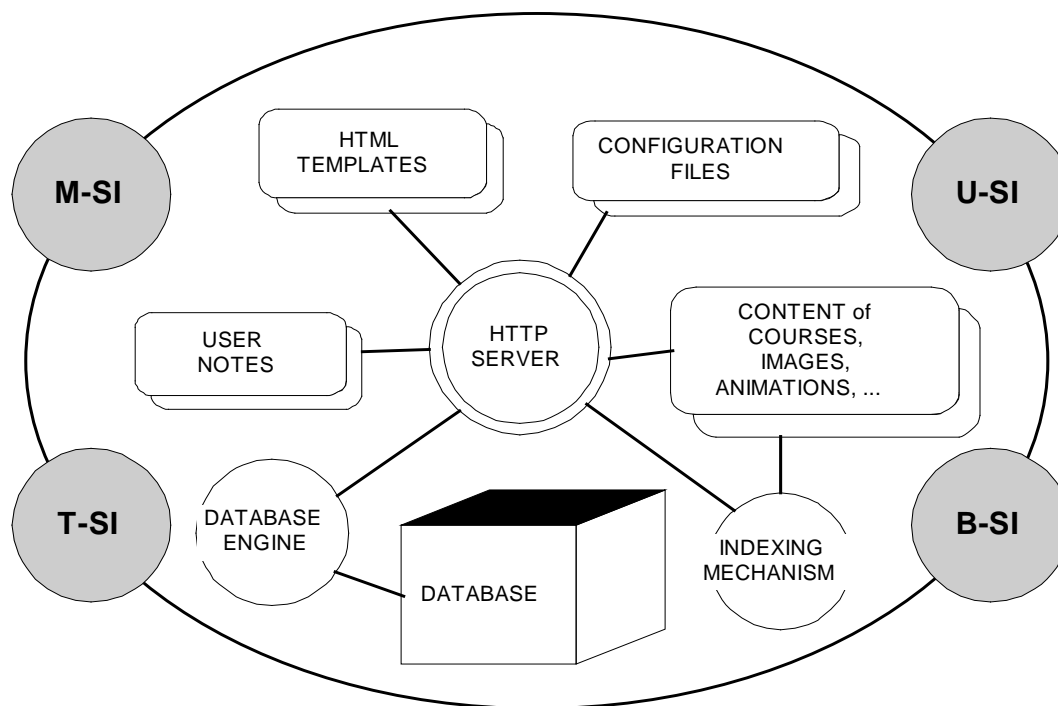 HTML
TEMPLATES
CONFIGURATION
FILES
M-SI
U-SI
USER
NOTES
HTTP
SERVER
CONTENT of
COURSES,
IMAGES,
ANIMATIONS, ...
T-SI
DATABASE
ENGINE
DATABASE
INDEXING
MECHANISM
B-SI